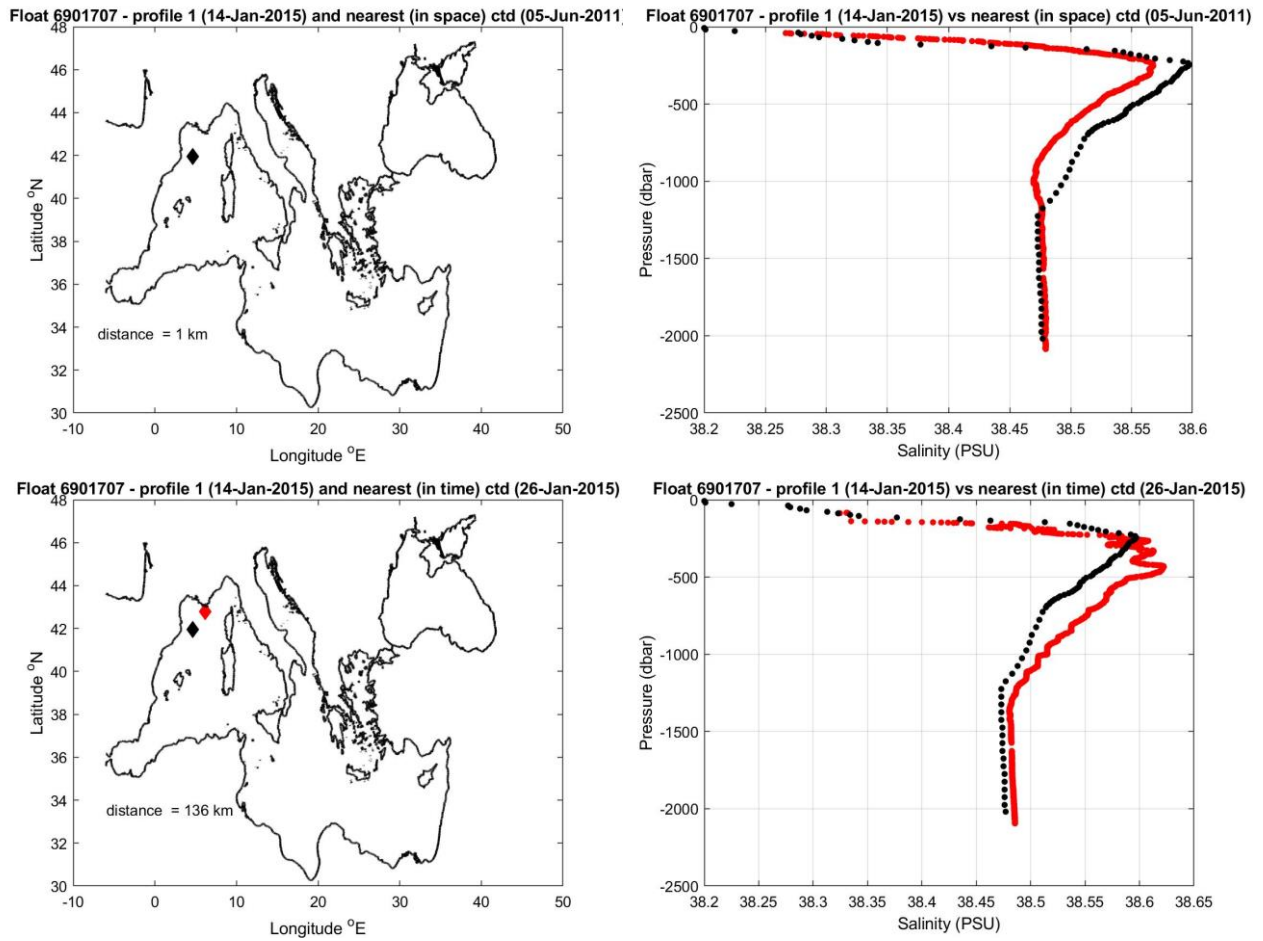 Float 6901707 - profile 1 (14-Jan-2015) and nearest (in space) ctd (05-Jun-2011)
48
46
44
42
40
38
36
34
32
30
Latitude °N
distance = 1 km
-10 0 10 20 30 40 50
Longitude °E
Float 6901707 - profile 1 (14-Jan-2015) vs nearest (in space) ctd (05-Jun-2011)
0
-500
-1000
-1500
-2000
-2500
Pressure (dbar)
38.2 38.25 38.3 38.35 38.4 38.45 38.5 38.55 38.6
Salinity (PSU)
Float 6901707 - profile 1 (14-Jan-2015) and nearest (in time) ctd (26-Jan-2015)
48
46
44
42
40
38
36
34
32
30
Latitude °N
distance = 136 km
-10 0 10 20 30 40 50
Longitude °E
Float 6901707 - profile 1 (14-Jan-2015) vs nearest (in time) ctd (26-Jan-2015)
0
-500
-1000
-1500
-2000
-2500
Pressure (dbar)
38.2 38.25 38.3 38.35 38.4 38.45 38.5 38.55 38.6 38.65
Salinity (PSU)